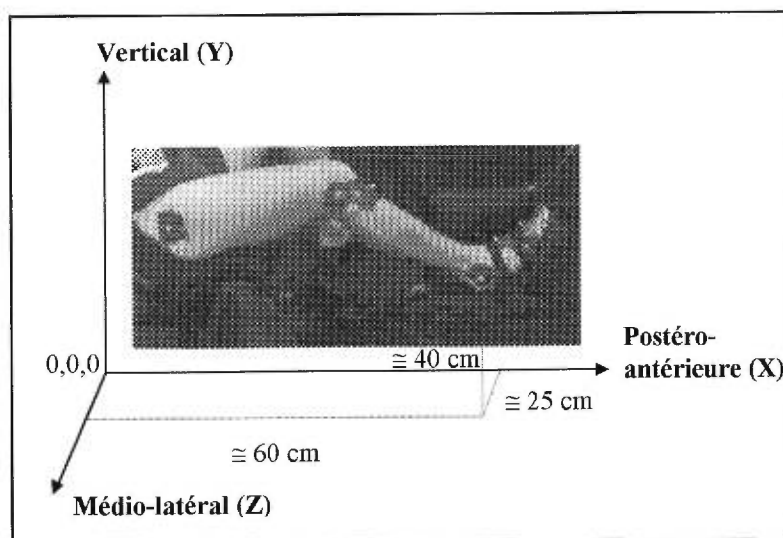 Vertical (Y)
0,0,0
≅ 40 cm
Postéro-
antérieure (X)
≅ 25 cm
≅ 60 cm
Médio-latéral (Z)